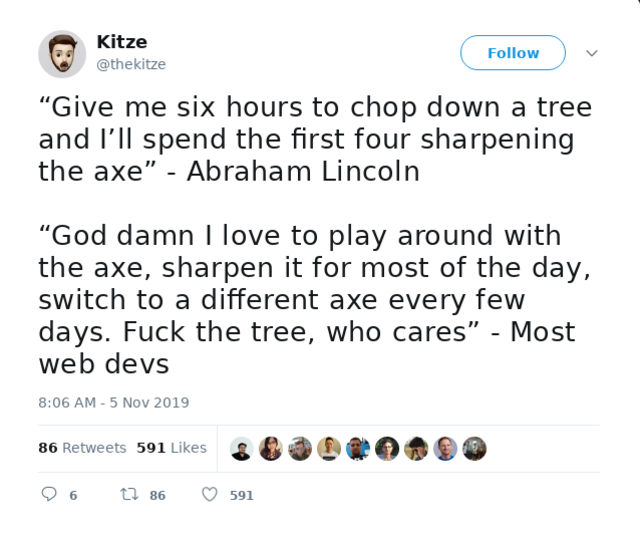 Kitze
@thekitze
Follow
“Give me six hours to chop down a tree
and I’ll spend the first four sharpening
the axe” - Abraham Lincoln
“God damn I love to play around with
the axe, sharpen it for most of the day,
switch to a different axe every few
days. Fuck the tree, who cares” - Most
web devs
8:06 AM - 5 Nov 2019
86 Retweets 591 Likes
6 86 591